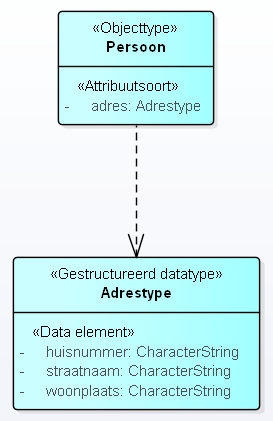 «Objecttype»
Persoon
«Attribuutsoort»
- adres: Adrestype
«Gestructureerd datatype»
Adrestype
«Data element»
- huisnummer: CharacterString
- straatnaam: CharacterString
- woonplaats: CharacterString